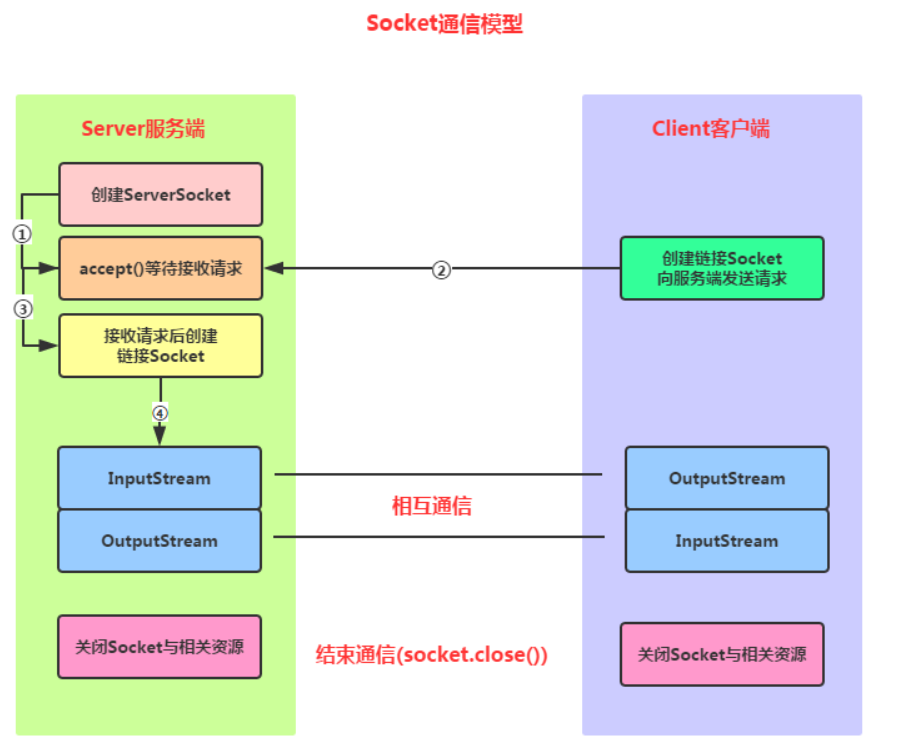 Socket通信模型
Server服务端
Client客户端
创建ServerSocket
①
accept()等待接收请求
②
创建链接Socket
向服务端发送请求
③
接收请求后创建
链接Socket
④
InputStream
OutputStream
相互通信
OutputStream
InputStream
关闭Socket与相关资源
结束通信(socket.close())
关闭Socket与相关资源